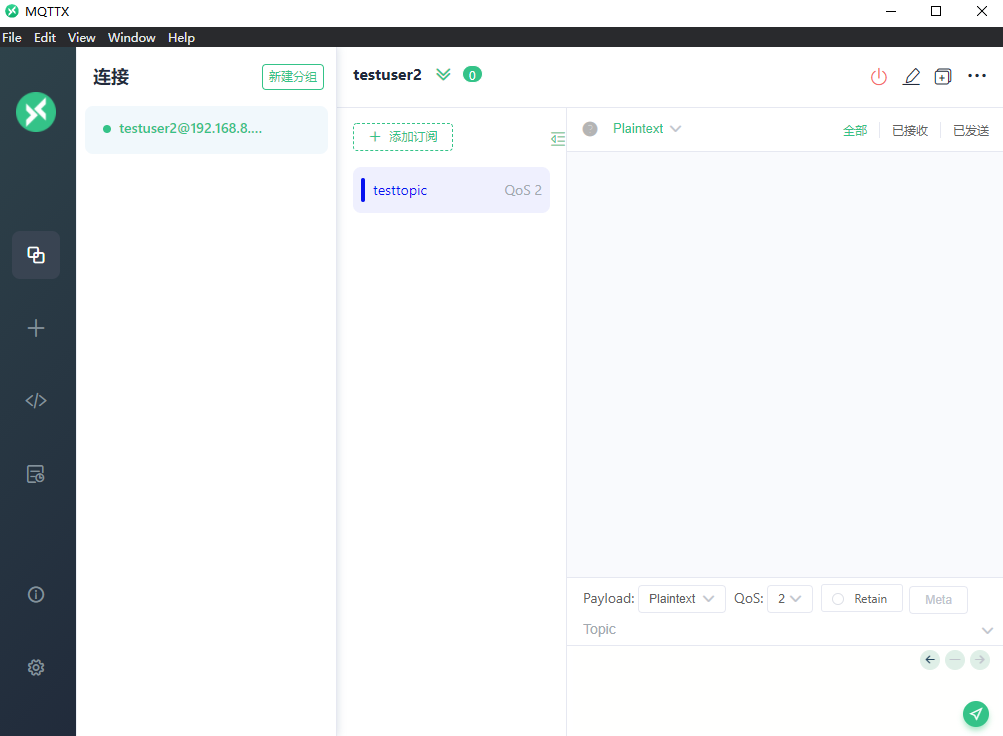 MQTTX
File Edit View Window Help
连接
新建分组
testuser2@192.168.8....
testuser2 0
添加订阅
testtopic QoS 2
Plaintext 全部 已接收 已发送
Payload: Plaintext QoS: 2 Retain Meta
Topic